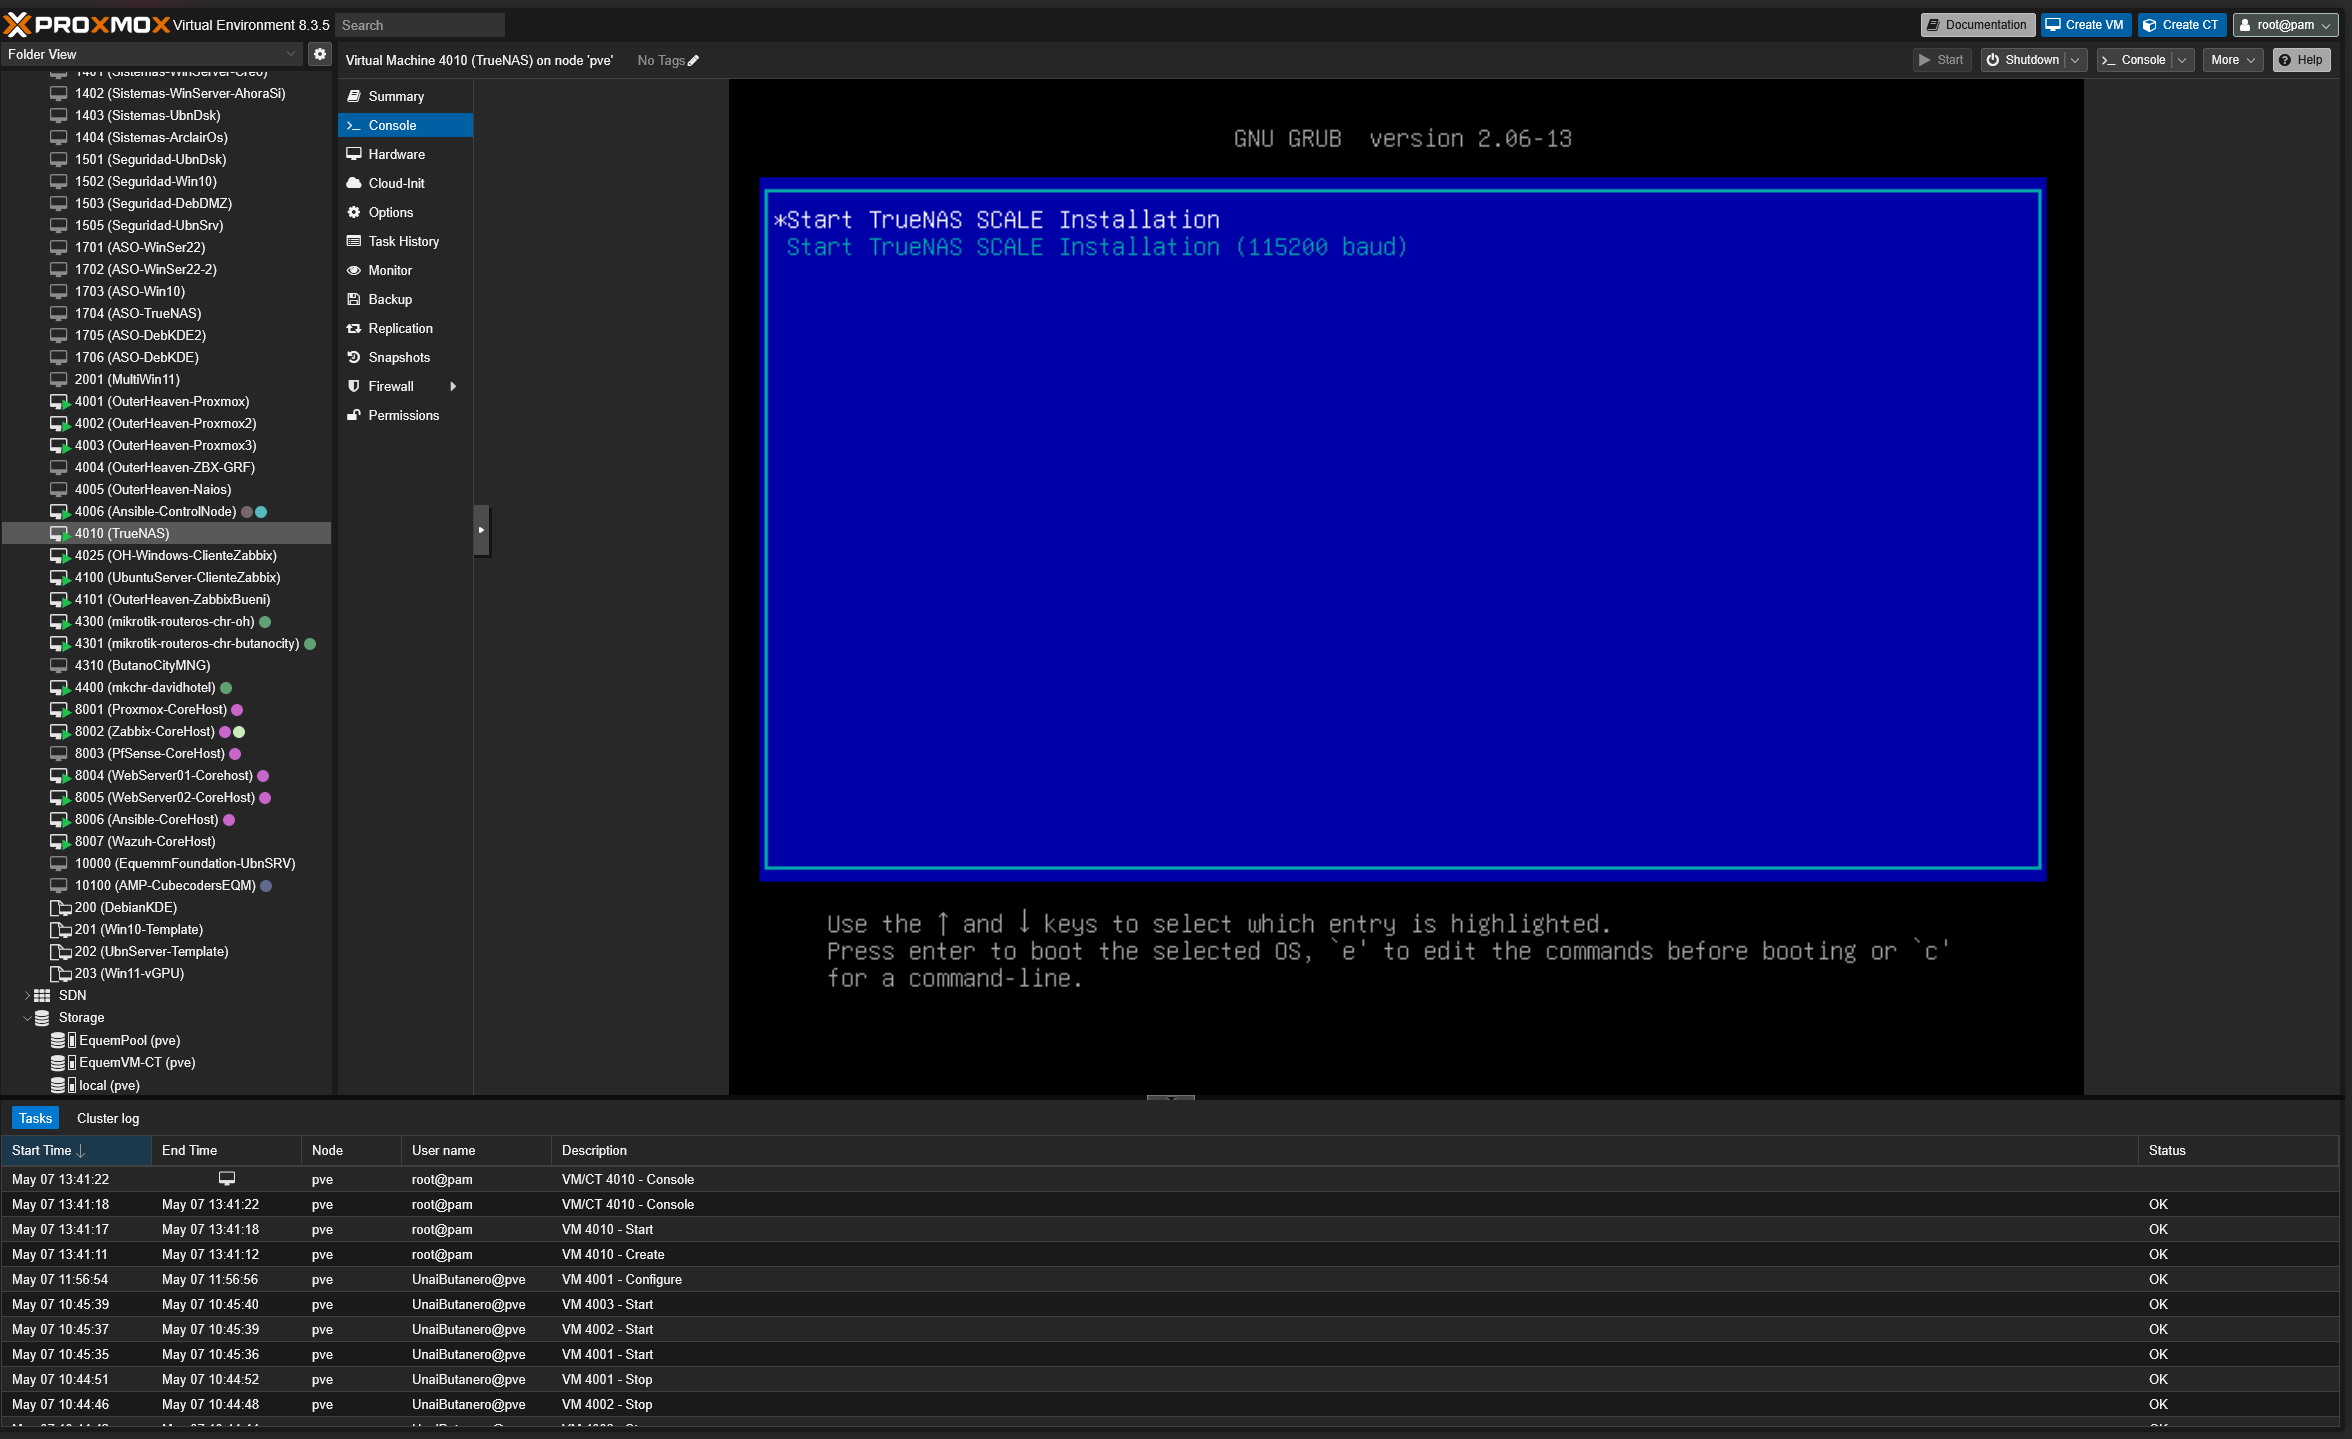 PROXMOX Virtual Environment 8.3.5 Search Documentation Create VM Create CT root@pam
Folder View
Virtual Machine 4010 (TrueNAS) on node 'pve' No Tags Start Shutdown Console More Help
1401 (Sistemas-WinServer-Creo)
1402 (Sistemas-WinServer-AhoraSi)
1403 (Sistemas-UbnDsk)
1404 (Sistemas-ArclairOs)
1501 (Seguridad-UbnDsk)
1502 (Seguridad-Win10)
1503 (Seguridad-DebDMZ)
1505 (Seguridad-UbnSrv)
1701 (ASO-WinSer22)
1702 (ASO-WinSer22-2)
1703 (ASO-Win10)
1704 (ASO-TrueNAS)
1705 (ASO-DebKDE2)
1706 (ASO-DebKDE)
2001 (MultiWin11)
4001 (OuterHeaven-Proxmox)
4002 (OuterHeaven-Proxmox2)
4003 (OuterHeaven-Proxmox3)
4004 (OuterHeaven-ZBX-GRF)
4005 (OuterHeaven-Naios)
4006 (Ansible-ControlNode)
4010 (TrueNAS)
4025 (OH-Windows-ClienteZabbix)
4100 (UbuntuServer-ClienteZabbix)
4101 (OuterHeaven-ZabbixBueni)
4300 (mikrotik-routeros-chr-oh)
4301 (mikrotik-routeros-chr-butanocity)
4310 (ButanoCityMNG)
4400 (mkchr-davidhotel)
8001 (Proxmox-CoreHost)
8002 (Zabbix-CoreHost)
8003 (PfSense-CoreHost)
8004 (WebServer01-Corehost)
8005 (WebServer02-CoreHost)
8006 (Ansible-CoreHost)
8007 (Wazuh-CoreHost)
10000 (EquemmFoundation-UbnSRV)
10100 (AMP-CubecodersEQM)
200 (DebianKDE)
201 (Win10-Template)
202 (UbnServer-Template)
203 (Win11-vGPU)
SDN
Storage
EquemPool (pve)
EquemVM-CT (pve)
local (pve)
Summary
Console
Hardware
Cloud-Init
Options
Task History
Monitor
Backup
Replication
Snapshots
Firewall
Permissions
GNU GRUB version 2.06-13
*Start TrueNAS SCALE Installation
Start TrueNAS SCALE Installation (115200 baud)
Use the ↑ and ↓ keys to select which entry is highlighted.
Press enter to boot the selected OS, `e' to edit the commands before booting or `c'
for a command-line.
Tasks Cluster log
Start Time ↓ End Time Node User name Description Status
May 07 13:41:22 pve root@pam VM/CT 4010 - Console
May 07 13:41:18 May 07 13:41:22 pve root@pam VM/CT 4010 - Console OK
May 07 13:41:17 May 07 13:41:18 pve root@pam VM 4010 - Start OK
May 07 13:41:11 May 07 13:41:12 pve root@pam VM 4010 - Create OK
May 07 11:56:54 May 07 11:56:56 pve UnaiButanero@pve VM 4001 - Configure OK
May 07 10:45:39 May 07 10:45:40 pve UnaiButanero@pve VM 4003 - Start OK
May 07 10:45:37 May 07 10:45:39 pve UnaiButanero@pve VM 4002 - Start OK
May 07 10:45:35 May 07 10:45:36 pve UnaiButanero@pve VM 4001 - Start OK
May 07 10:44:51 May 07 10:44:52 pve UnaiButanero@pve VM 4001 - Stop OK
May 07 10:44:46 May 07 10:44:48 pve UnaiButanero@pve VM 4002 - Stop OK